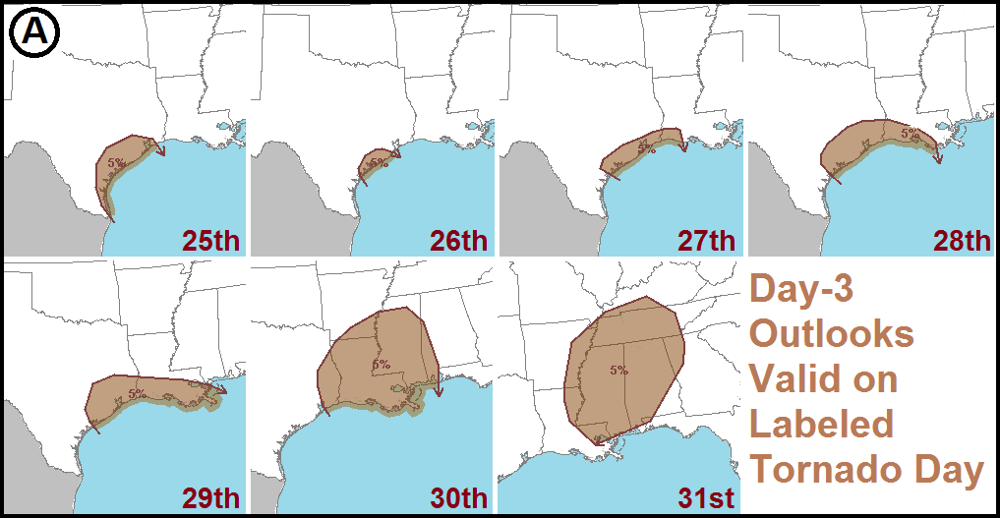 A
5%
25th
5%
26th
5%
27th
5%
28th
5%
29th
5%
30th
5%
31st
Day-3
Outlooks
Valid on
Labeled
Tornado Day